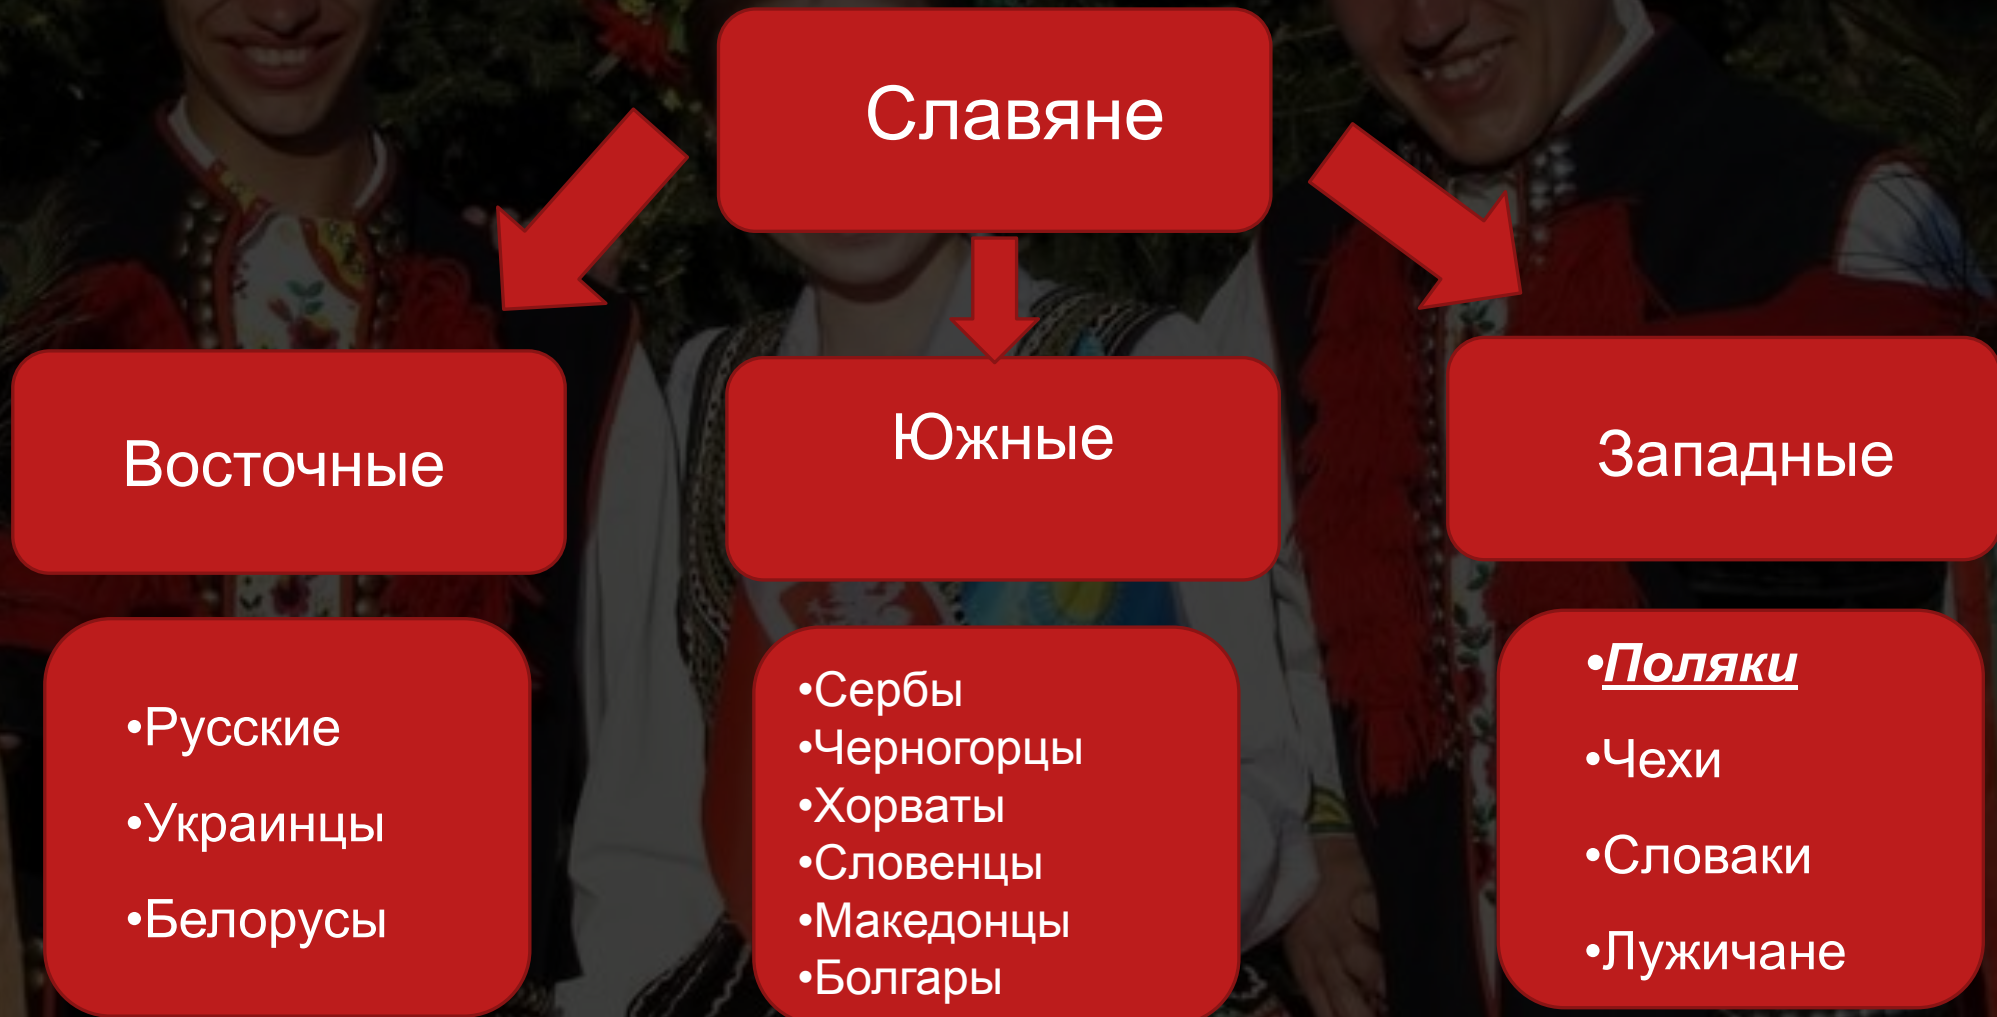 Славяне
Восточные
Южные
Западные
•Русские
•Украинцы
•Белорусы
•Сербы
•Черногорцы
•Хорваты
•Словенцы
•Македонцы
•Болгары
•Поляки
•Чехи
•Словаки
•Лужичане